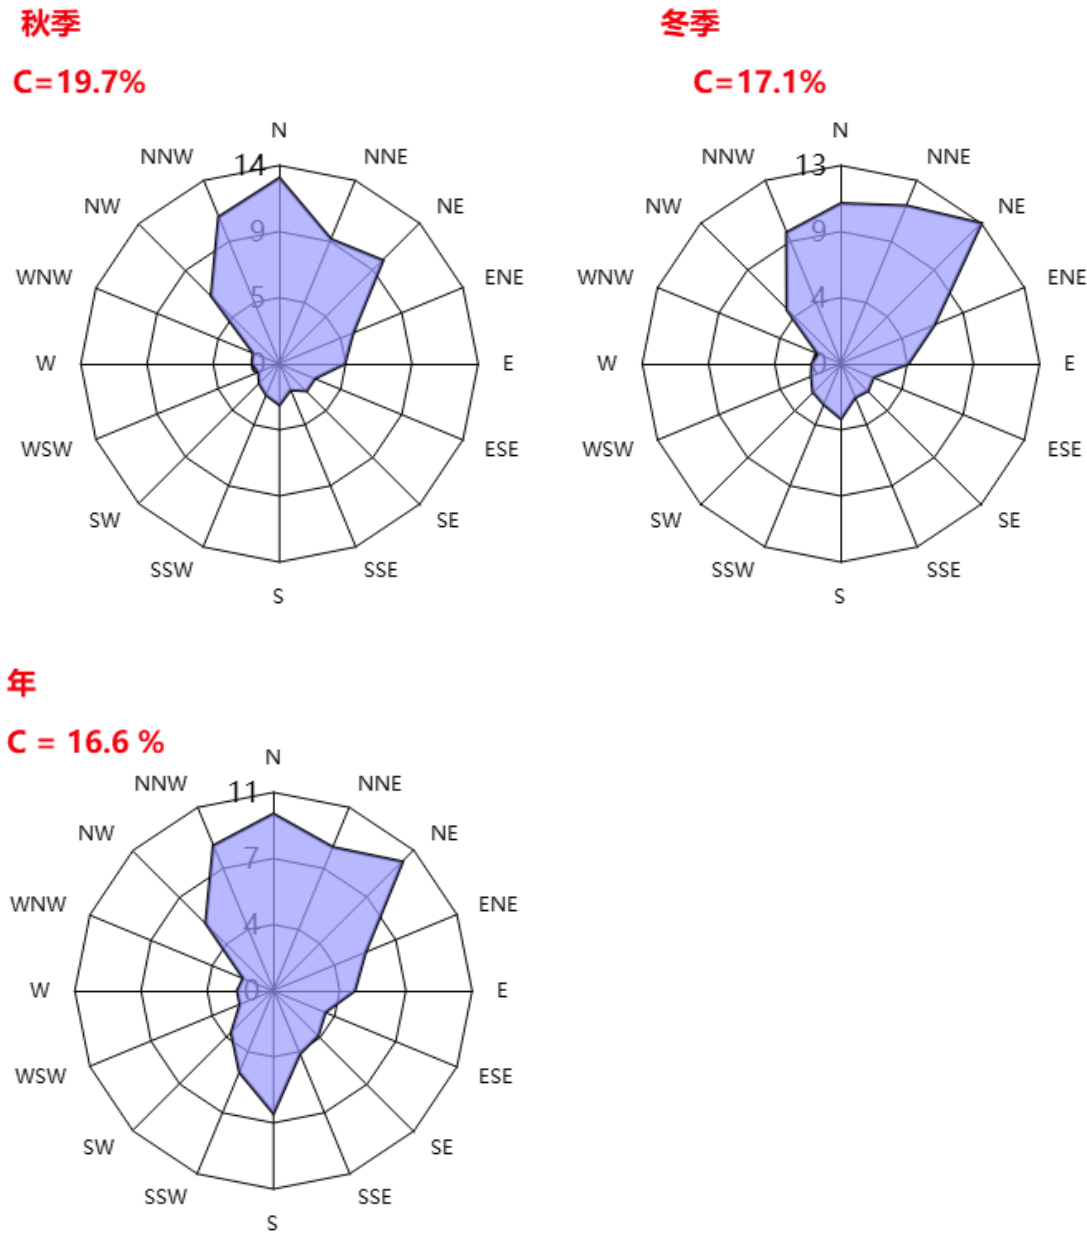 秋季
C=19.7%
N
NNW
14
NNE
NW
9
NE
WNW
5
ENE
W
0
E
WSW
ESE
SW
SE
SSW
SSE
S
冬季
C=17.1%
N
NNW
13
NNE
NW
9
NE
WNW
4
ENE
W
0
E
WSW
ESE
SW
SE
SSW
SSE
S
年
C = 16.6 %
N
NNW
11
NNE
NW
7
NE
WNW
4
ENE
W
0
E
WSW
ESE
SW
SE
SSW
SSE
S